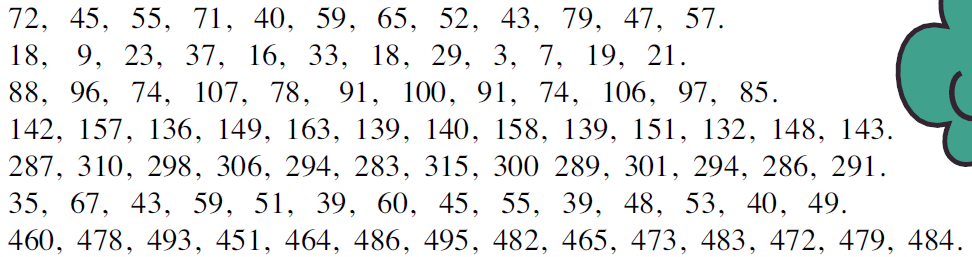 72, 45, 55, 71, 40, 59, 65, 52, 43, 79, 47, 57.
18, 9, 23, 37, 16, 33, 18, 29, 3, 7, 19, 21.
88, 96, 74, 107, 78, 91, 100, 91, 74, 106, 97, 85.
142, 157, 136, 149, 163, 139, 140, 158, 139, 151, 132, 148, 143.
287, 310, 298, 306, 294, 283, 315, 300 289, 301, 294, 286, 291.
35, 67, 43, 59, 51, 39, 60, 45, 55, 39, 48, 53, 40, 49.
460, 478, 493, 451, 464, 486, 495, 482, 465, 473, 483, 472, 479, 484.